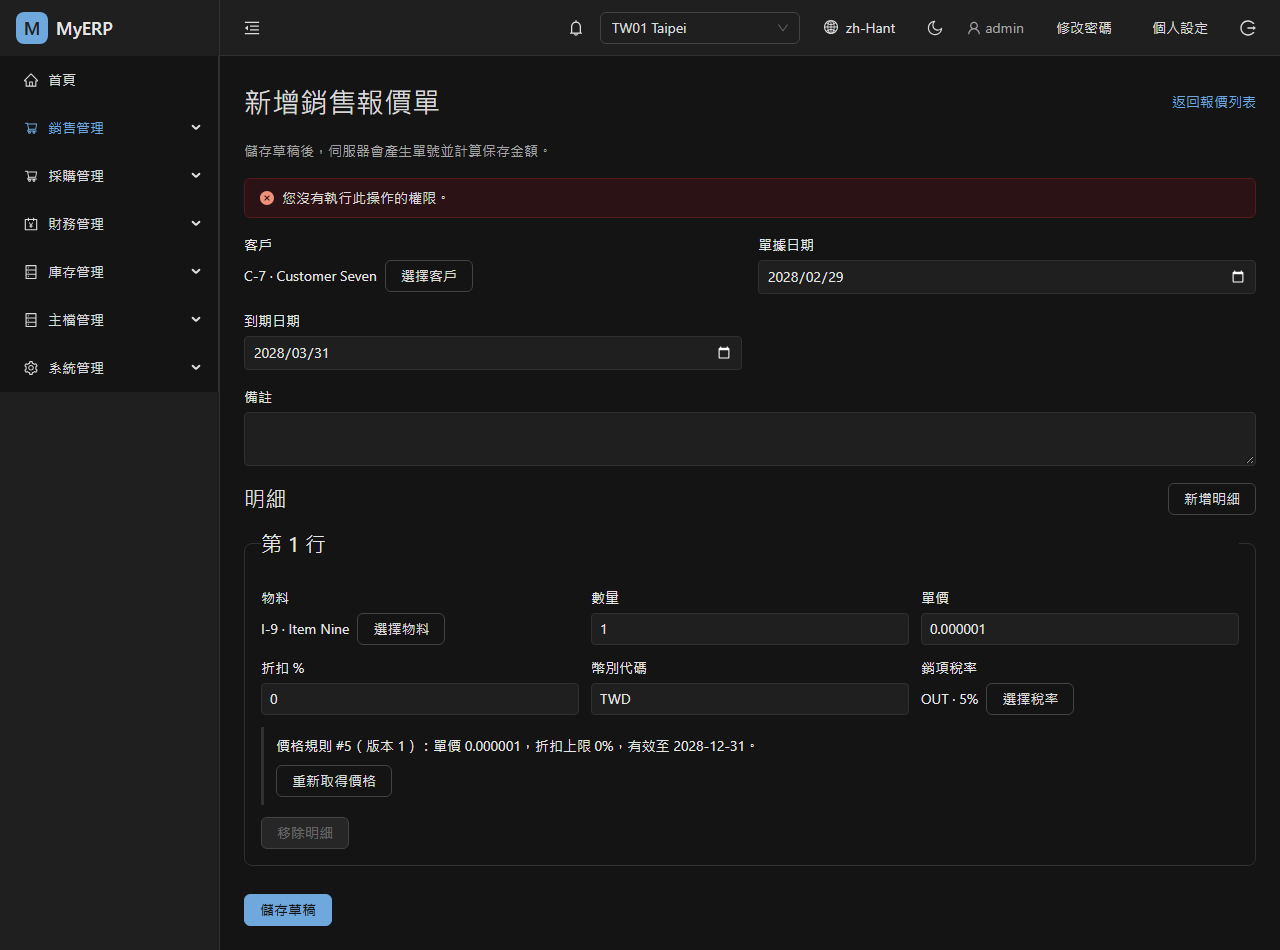 M MyERP
TW01 Taipei
zh-Hant
admin
修改密碼
個人設定
首頁
銷售管理
採購管理
財務管理
庫存管理
主檔管理
系統管理
新增銷售報價單
返回報價列表
儲存草稿後，伺服器會產生單號並計算保存金額。
您沒有執行此操作的權限。
客戶
C-7 · Customer Seven 選擇客戶
單據日期
2028/02/29
到期日期
2028/03/31
備註
明細
新增明細
第 1 行
物料
I-9 · Item Nine 選擇物料
數量
1
單價
0.000001
折扣 %
0
幣別代碼
TWD
銷項稅率
OUT · 5% 選擇稅率
價格規則 #5（版本 1）：單價 0.000001，折扣上限 0%，有效至 2028-12-31。
重新取得價格
移除明細
儲存草稿